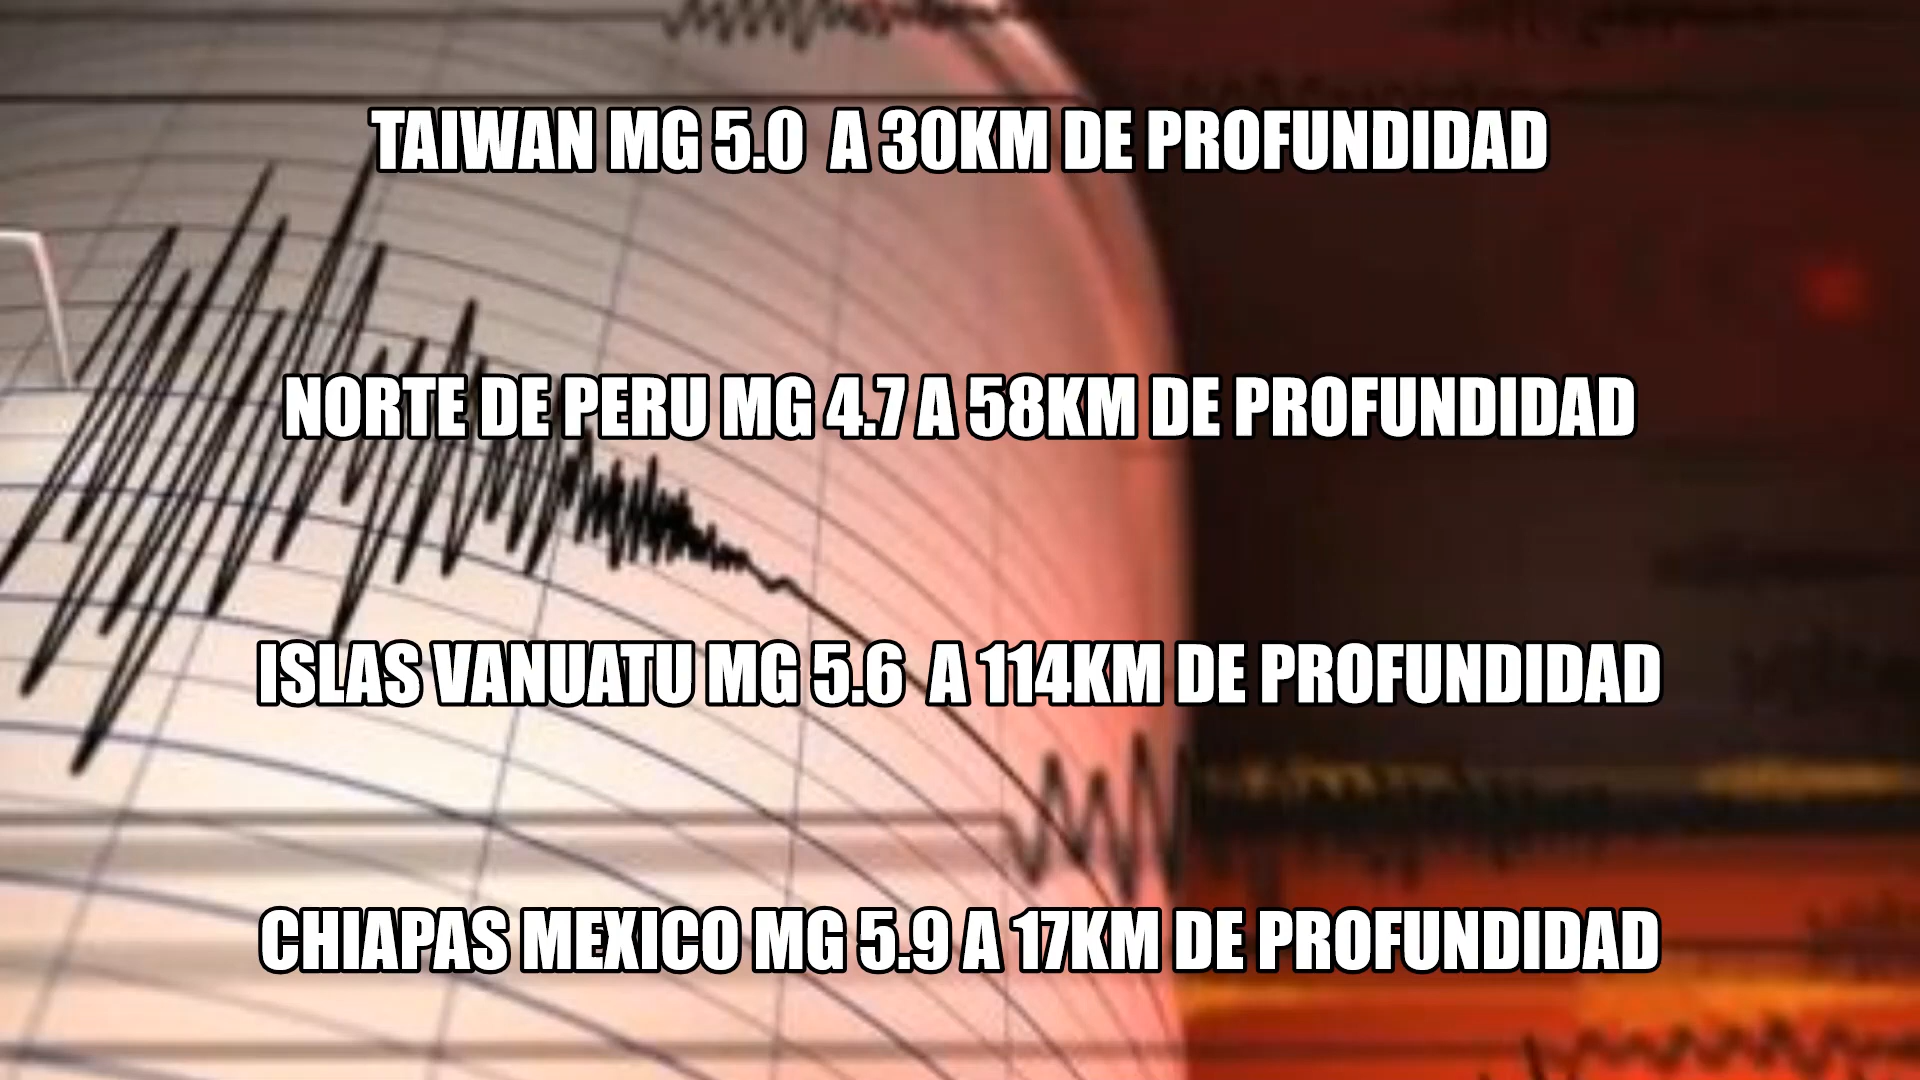 TAIWAN MG 5.0 A 30KM DE PROFUNDIDAD
NORTE DE PERU MG 4.7 A 58KM DE PROFUNDIDAD
ISLAS VANUATU MG 5.6 A 114KM DE PROFUNDIDAD
CHIAPAS MEXICO MG 5.9 A 17KM DE PROFUNDIDAD